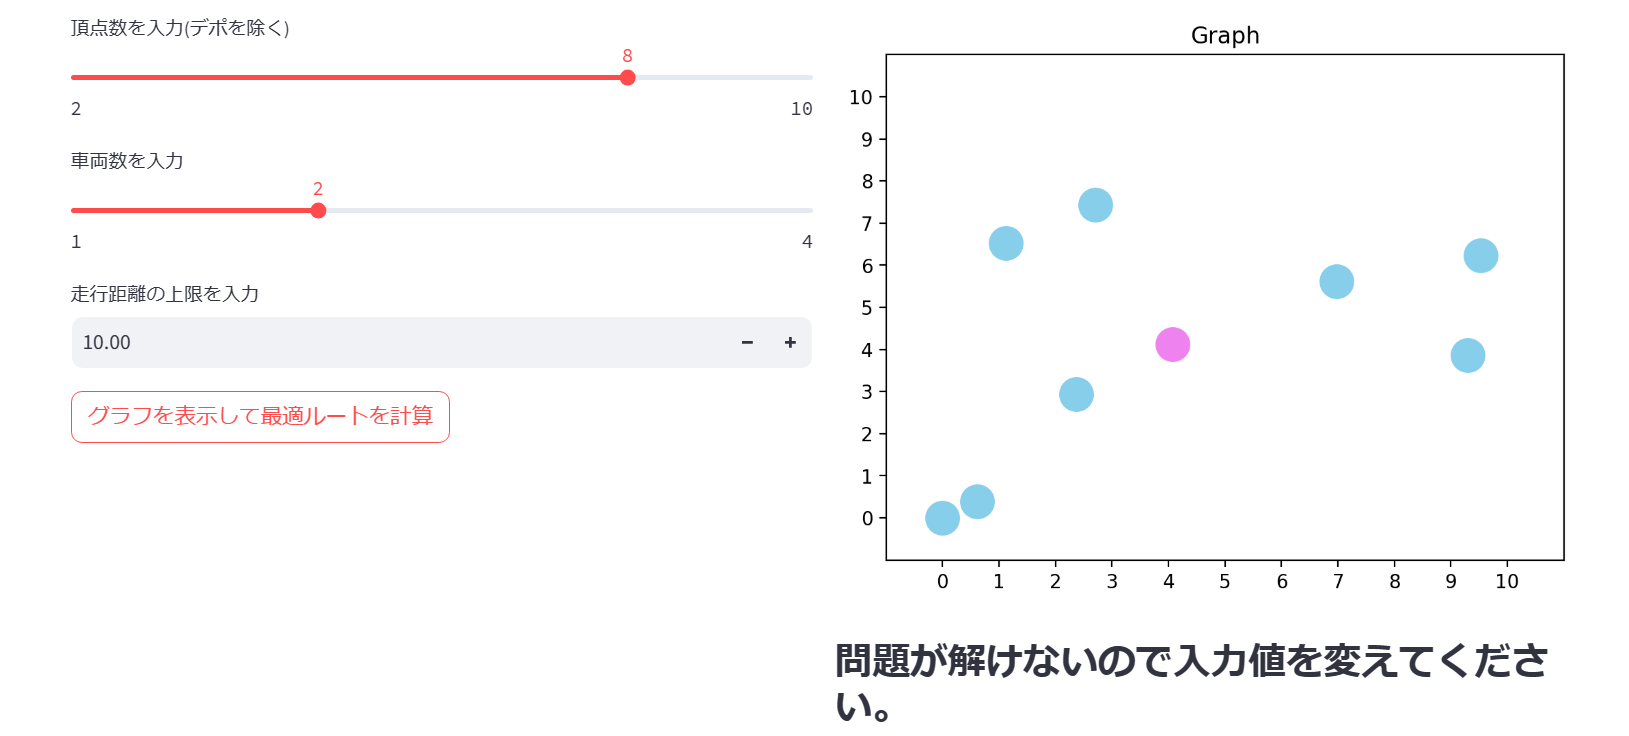 頂点数を入力(デポを除く)
8
2 10
車両数を入力
2
1 4
走行距離の上限を入力
10.00 − +
グラフを表示して最適ルートを計算
Graph
10
9
8
7
6
5
4
3
2
1
0
0 1 2 3 4 5 6 7 8 9 10
問題が解けないので入力値を変えてくださ
い。